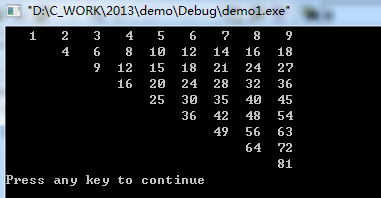 "D:\C_WORK\2013\demo\Debug\demo1.exe"
1 2 3 4 5 6 7 8 9
4 6 8 10 12 14 16 18
9 12 15 18 21 24 27
16 20 24 28 32 36
25 30 35 40 45
36 42 48 54
49 56 63
64 72
81
Press any key to continue